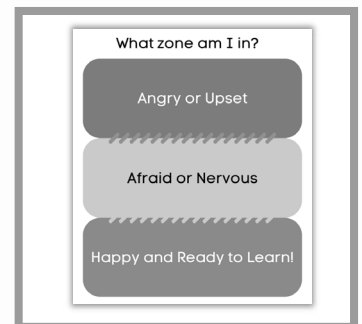 What zone am I in?
Angry or Upset
Afraid or Nervous
Happy and Ready to Learn!